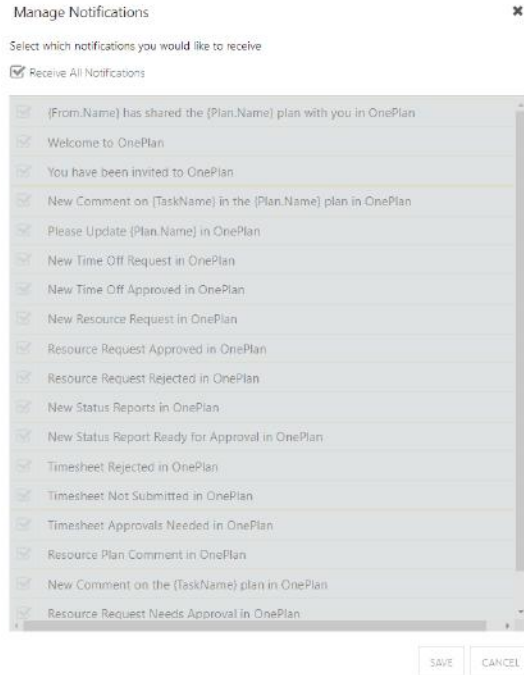 Manage Notifications
Select which notifications you would like to receive
Receive All Notifications
{From.Name} has shared the {Plan.Name} plan with you in OnePlan
Welcome to OnePlan
You have been invited to OnePlan
New Comment on {TaskName} in the {Plan.Name} plan in OnePlan
Please Update {Plan.Name} in OnePlan
New Time Off Request in OnePlan
New Time Off Approved in OnePlan
New Resource Request in OnePlan
Resource Request Approved in OnePlan
Resource Request Rejected in OnePlan
New Status Reports in OnePlan
New Status Report Ready for Approval in OnePlan
Timesheet Rejected in OnePlan
Timesheet Not Submitted in OnePlan
Timesheet Approvals Needed in OnePlan
Resource Plan Comment in OnePlan
New Comment on the {TaskName} plan in OnePlan
Resource Request Needs Approval in OnePlan
SAVE CANCEL